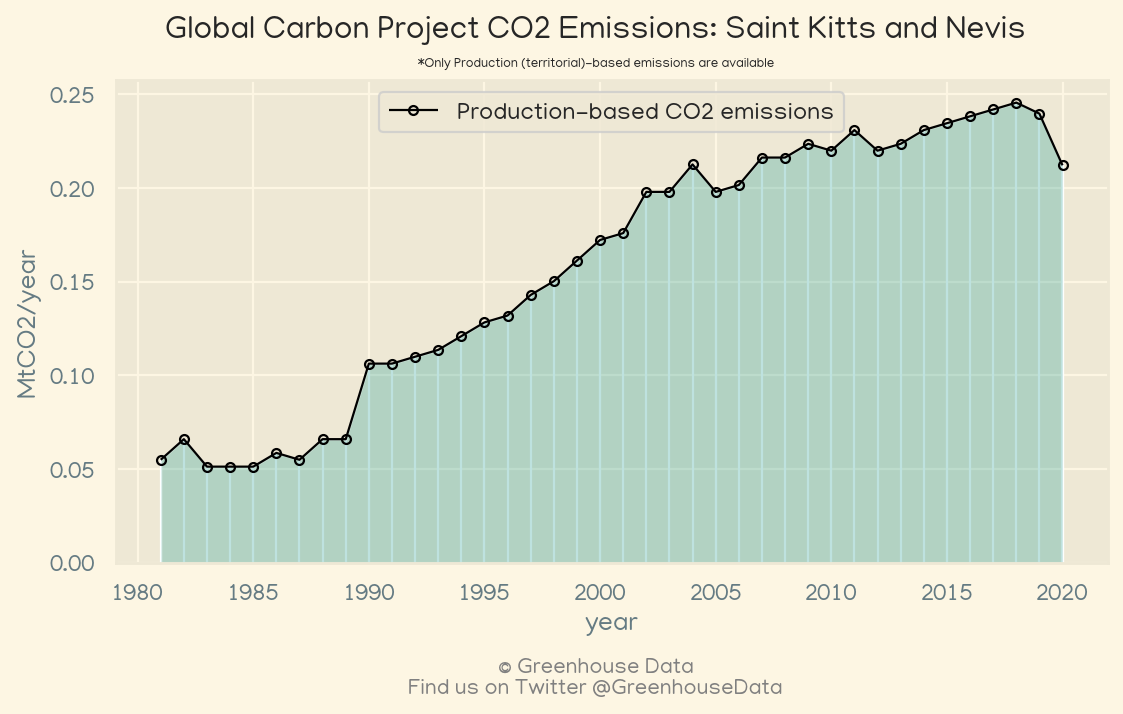 Global Carbon Project CO2 Emissions: Saint Kitts and Nevis
*Only Production (territorial)-based emissions are available
Production-based CO2 emissions
0.25
0.20
0.15
0.10
0.05
0.00
MtCO2/year
1980 1985 1990 1995 2000 2005 2010 2015 2020
year
© Greenhouse Data
Find us on Twitter @GreenhouseData